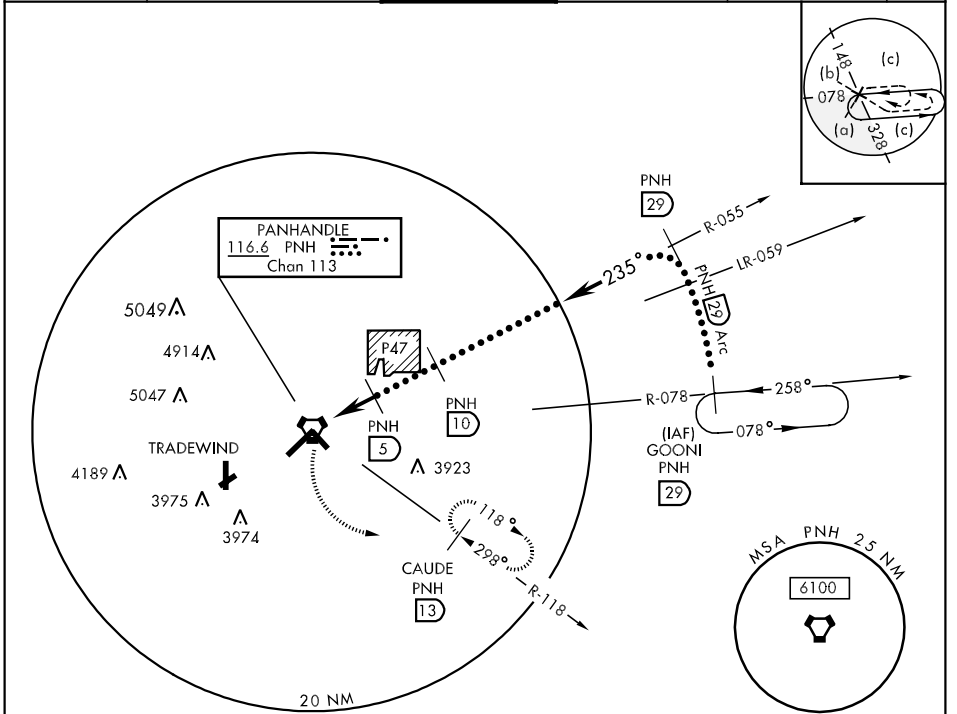 148
(c)
(b)
078
(a)
328
(c)
PNH
29
R-055
LR-059
235°
PNH 29 Arc
PANHANDLE
116.6 PNH
Chan 113
5049
4914
5047
P47
PNH
10
PNH
5
R-078
258°
078°
(IAF)
GOONI
PNH
29
TRADEWIND
4189
3975
3974
3923
118°
298°
CAUDE
PNH
13
R-118
MSA PNH 25 NM
6100
20 NM